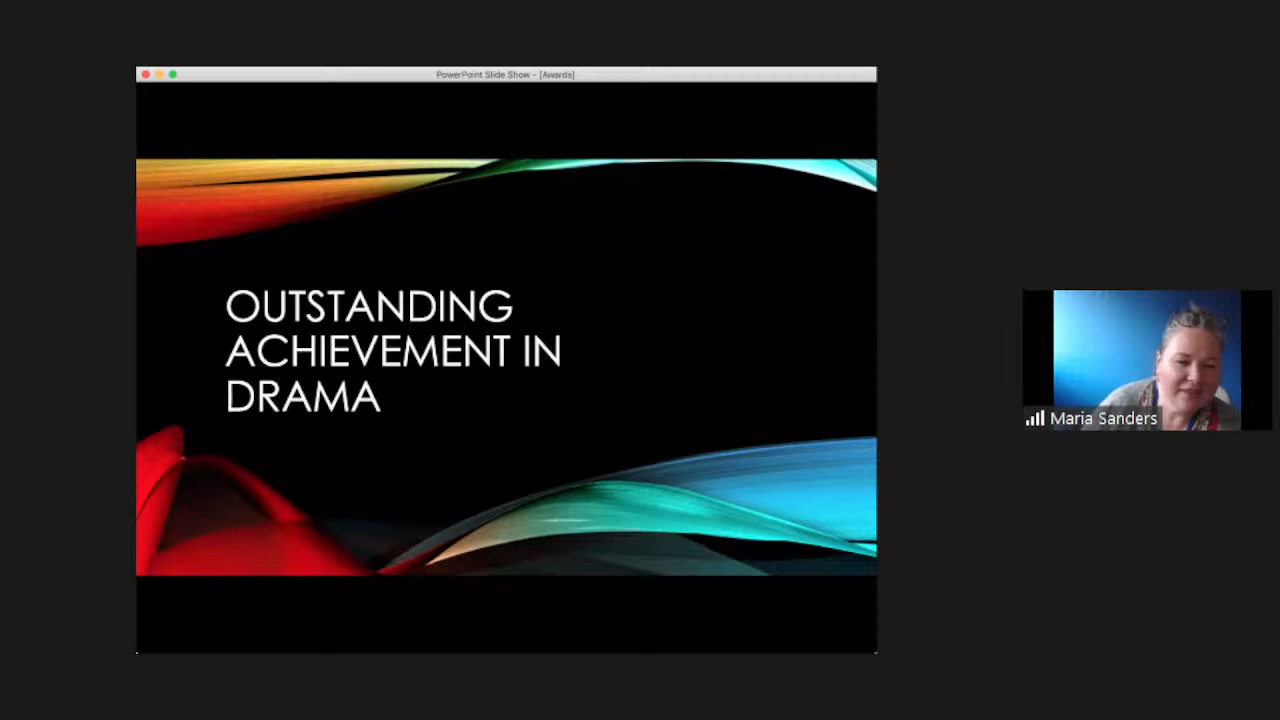 PowerPoint Slide Show - [Awards]
OUTSTANDING
ACHIEVEMENT IN
DRAMA
Maria Sanders